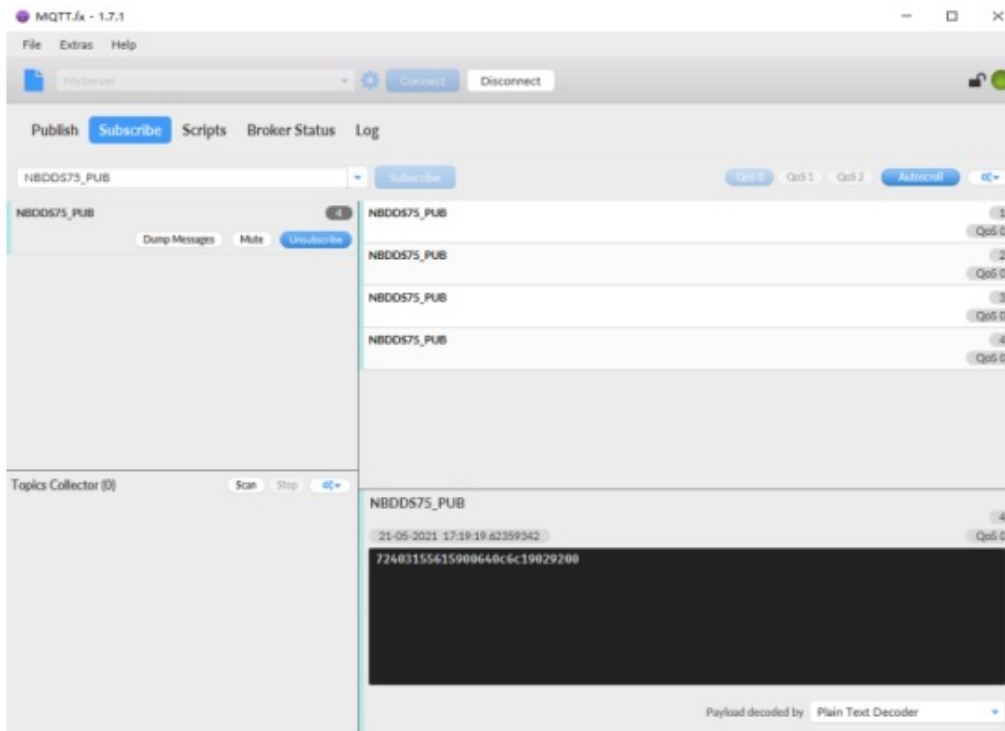 MQTT.fx - 1.7.1
File Extras Help
MyServer Connect Disconnect
Publish Subscribe Scripts Broker Status Log
NBDDS75_PUB Subscribe QoS 0 QoS 1 QoS 2 Autoscroll
NBDDS75_PUB 4
Dump Messages Mute Unsubscribe
NBDDS75_PUB 1
QoS 0
NBDDS75_PUB 2
QoS 0
NBDDS75_PUB 3
QoS 0
NBDDS75_PUB 4
QoS 0
Topics Collector (0) Scan Stop
NBDDS75_PUB 4
21-05-2021 17:19:19.62359342 QoS 0
72403155615900640c6c19029200
Payload decoded by Plain Text Decoder